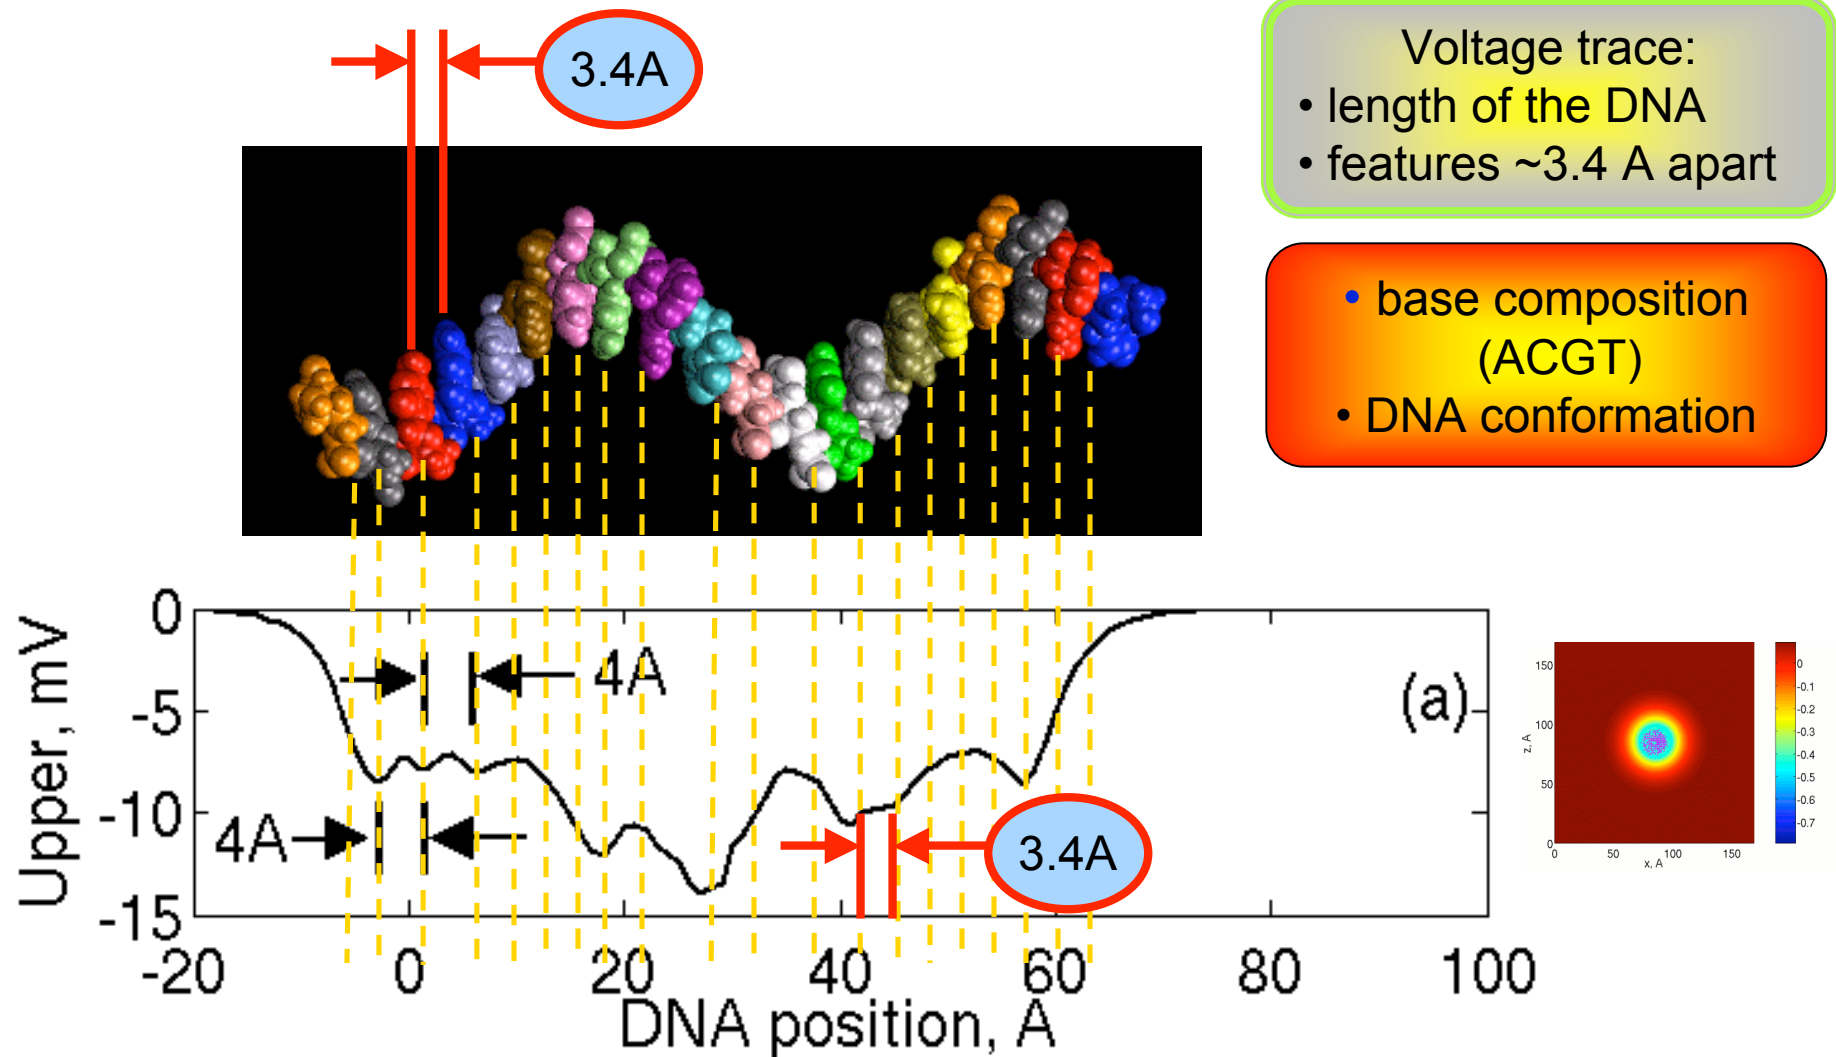 3.4A
Voltage trace:
• length of the DNA
• features ~3.4 A apart
• base composition
(ACGT)
• DNA conformation
Upper, mV
0
-5
-10
-15
4A
4A
3.4A
(a)
-20 0 20 40 60 80 100
DNA position, A
z, A
150
100
50
0
0 50 100 150
x, A
0
-0.1
-0.2
-0.3
-0.4
-0.5
-0.6
-0.7